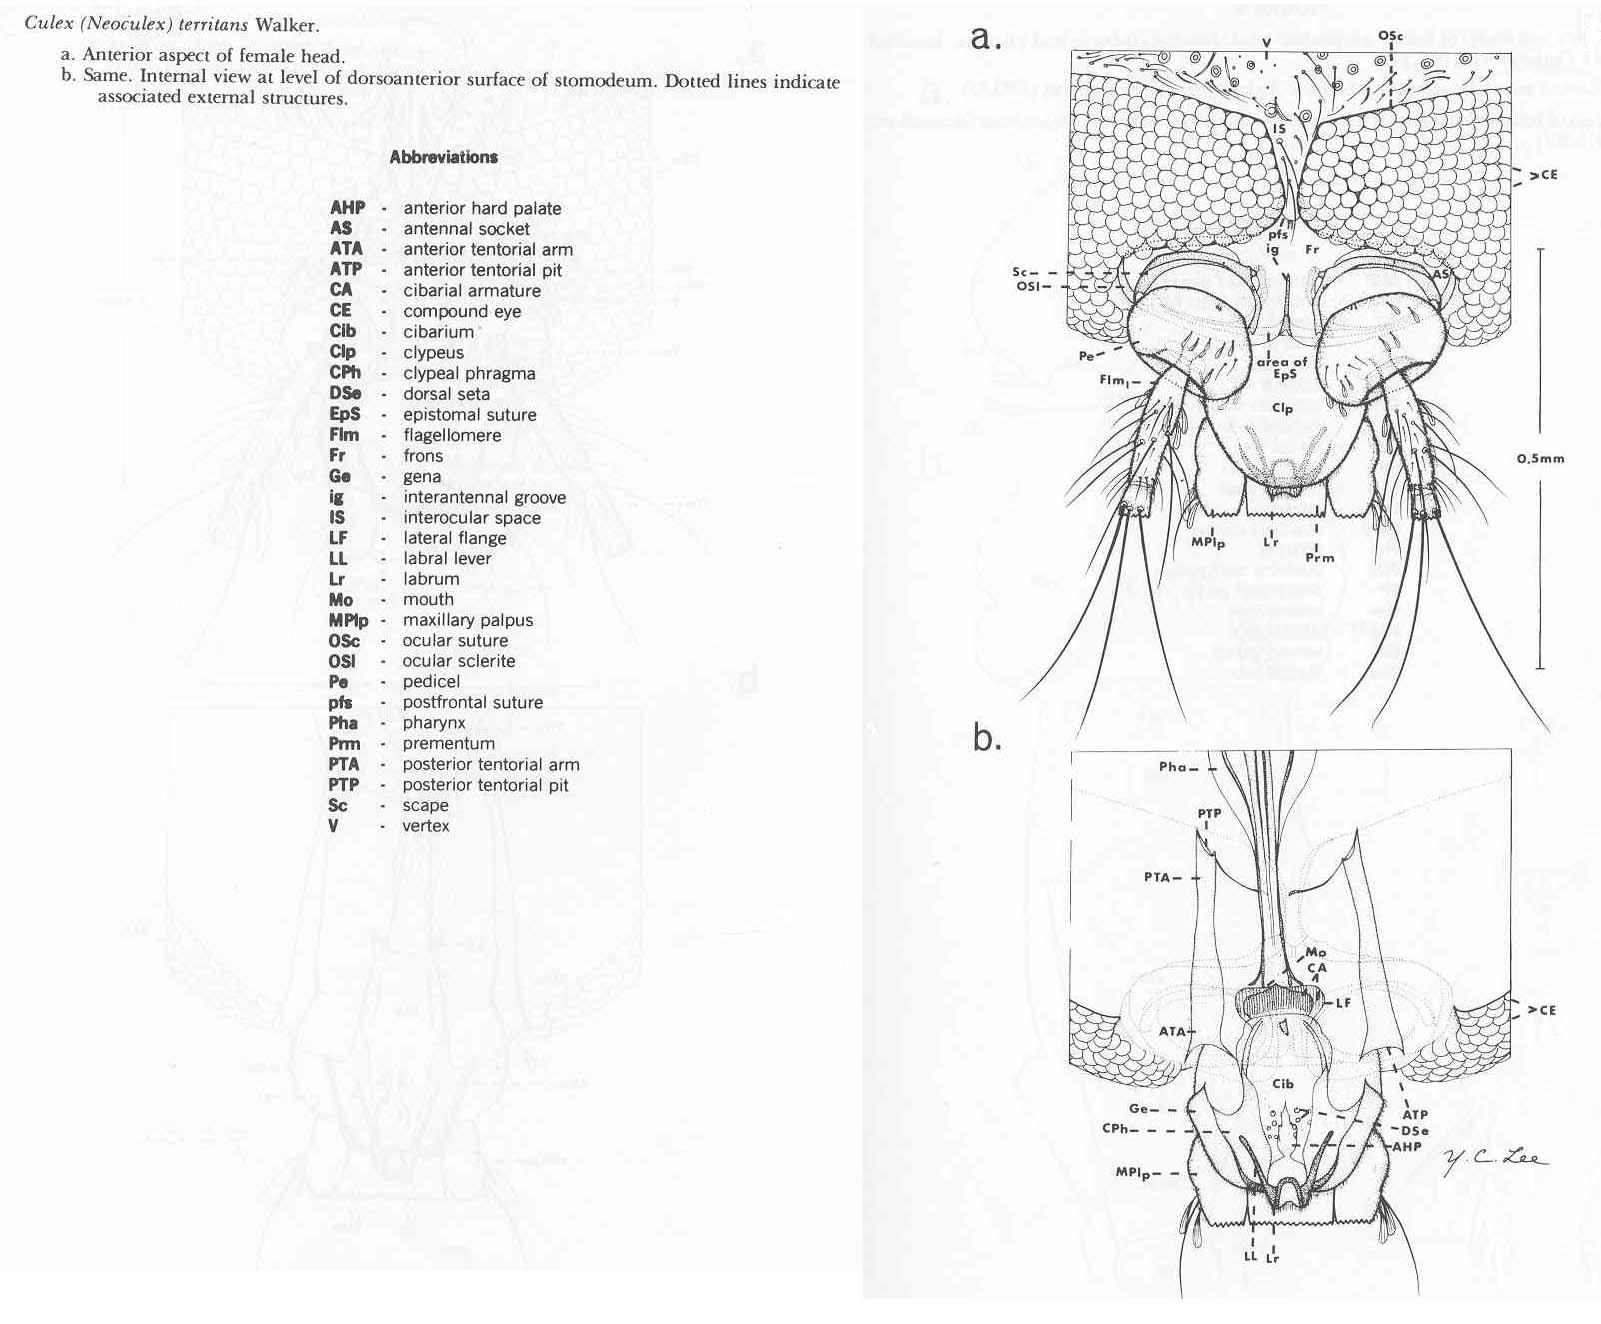 Culex (Neoculex) territans Walker.
a. Anterior aspect of female head.
b. Same. Internal view at level of dorsoanterior surface of stomodeum. Dotted lines indicate
associated external structures.
Abbreviations
AHP - anterior hard palate
AS - antennal socket
ATA - anterior tentorial arm
ATP - anterior tentorial pit
CA - cibarial armature
CE - compound eye
Cib - cibarium
Clp - clypeus
CPh - clypeal phragma
DSe - dorsal seta
EpS - epistomal suture
Flm - flagellomere
Fr - frons
Ge - gena
ig - interantennal groove
IS - interocular space
LF - lateral flange
LL - labral lever
Lr - labrum
Mo - mouth
MPlp - maxillary palpus
OSc - ocular suture
OSl - ocular sclerite
Pe - pedicel
pfs - postfrontal suture
Pha - pharynx
Prm - prementum
PTA - posterior tentorial arm
PTP - posterior tentorial pit
Sc - scape
V - vertex
a.
V
OSc
IS
CE
pfs
ig
Fr
Sc
OSl
AS
Pe
area of
EpS
Flm1
Clp
0.5mm
MPlp
Lr
Prm
b.
Pha
PTP
PTA
Mo
CA
LF
CE
ATA
Cib
Ge
ATP
CPh
DSe
AHP
MPlp
Y. C. Lee
LL
Lr